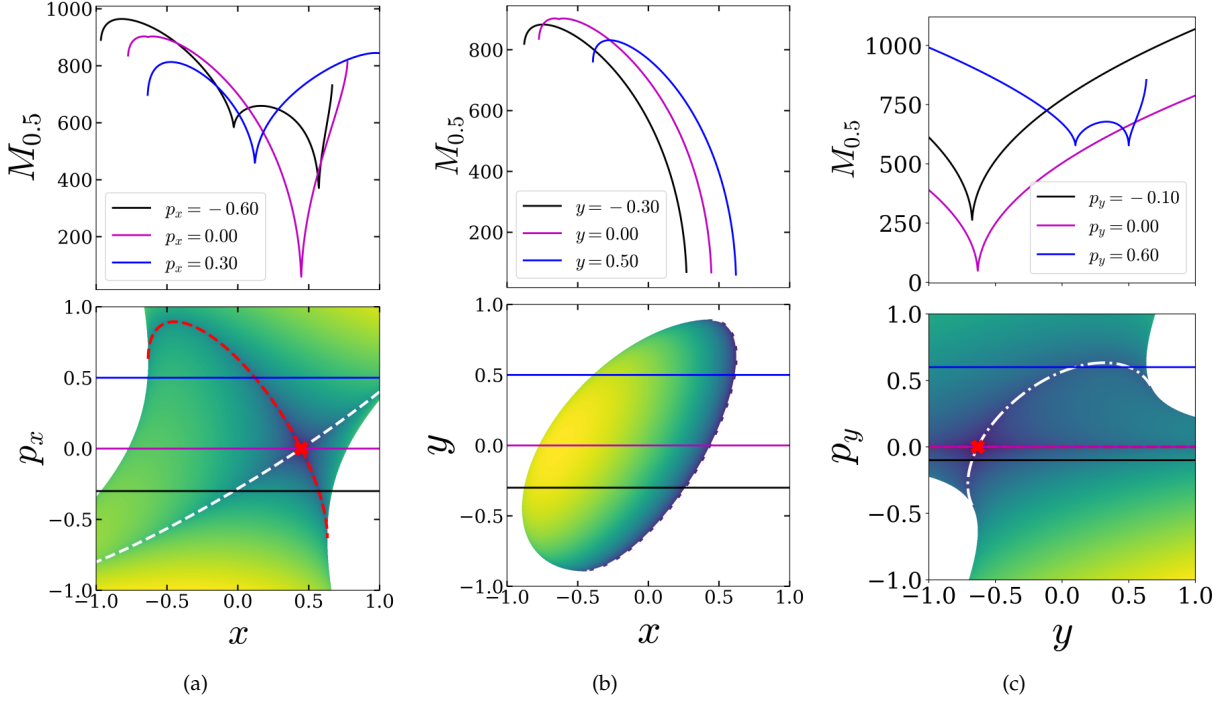 1000
800
600
400
200
M0.5
px = −0.60
px = 0.00
px = 0.30
1.0
0.5
0.0
−0.5
−1.0
px
−1.0 −0.5 0.0 0.5 1.0
x
(a)
800
600
400
200
M0.5
y = −0.30
y = 0.00
y = 0.50
1.0
0.5
0.0
−0.5
−1.0
y
−1.0 −0.5 0.0 0.5 1.0
x
(b)
1000
750
500
250
0
M0.5
py = −0.10
py = 0.00
py = 0.60
1.0
0.5
0.0
−0.5
−1.0
py
−1.0 −0.5 0.0 0.5 1.0
y
(c)